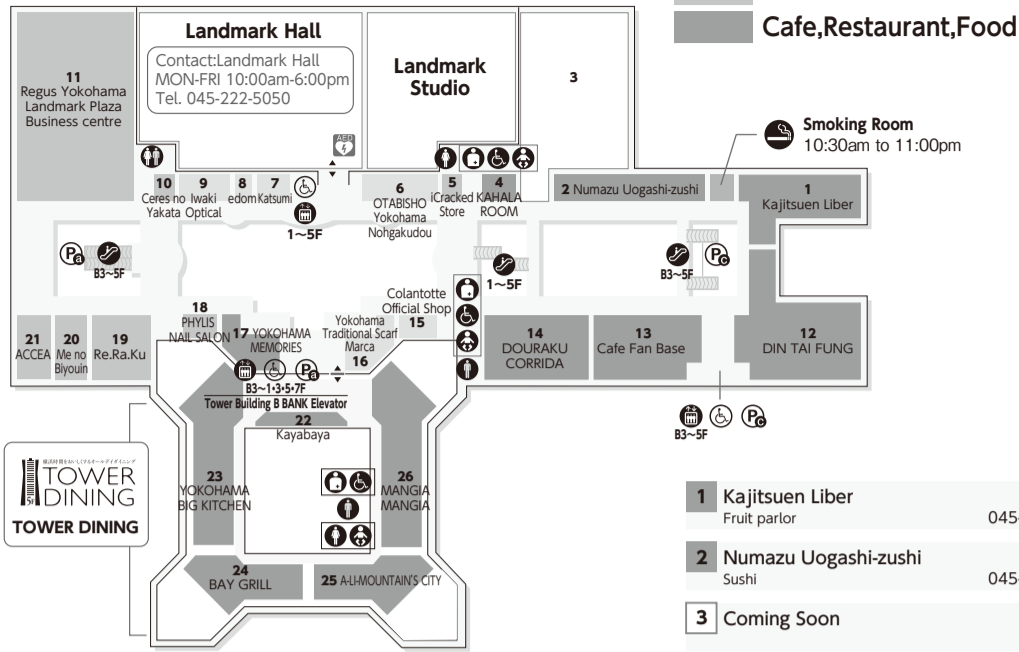 Cafe,Restaurant,Food
Landmark Hall
Contact:Landmark Hall
MON-FRI 10:00am-6:00pm
Tel. 045-222-5050
Landmark
Studio
3
11
Regus Yokohama
Landmark Plaza
Business centre
AED
Smoking Room
10:30am to 11:00pm
10
Ceres no
Yakata
9
Iwaki
Optical
8
edom
7
Katsumi
1~5F
6
OTABISHO
Yokohama
Nohgakudou
5
iCracked
Store
4
KAHALA
ROOM
2 Numazu Uogashi-zushi
1
Kajitsuen Liber
Pa
B3~5F
1~5F
B3~5F
Pc
21
ACCEA
20
Me no
Biyouin
19
Re.Ra.Ku
18
PHYLIS
NAIL SALON
17 YOKOHAMA
MEMORIES
Yokohama
Traditional Scarf
Marca
16
Colantotte
Official Shop
15
14
DOURAKU
CORRIDA
13
Cafe Fan Base
12
DIN TAI FUNG
Pa
B3~1・3・5・7F
Tower Building B BANK Elevator
Pc
B3~5F
22
Kayabaya
23
YOKOHAMA
BIG KITCHEN
26
MANGIA
MANGIA
24
BAY GRILL
25 A-LI-MOUNTAIN'S CITY
5F
TOWER
DINING
TOWER DINING
1 Kajitsuen Liber
Fruit parlor 045-
2 Numazu Uogashi-zushi
Sushi 045-
3 Coming Soon